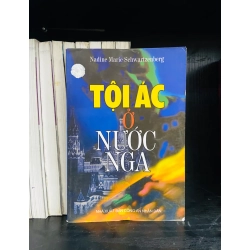 Nadine Marie Schwartzenberg
TỘI ÁC
Ở
NƯỚC
NGA